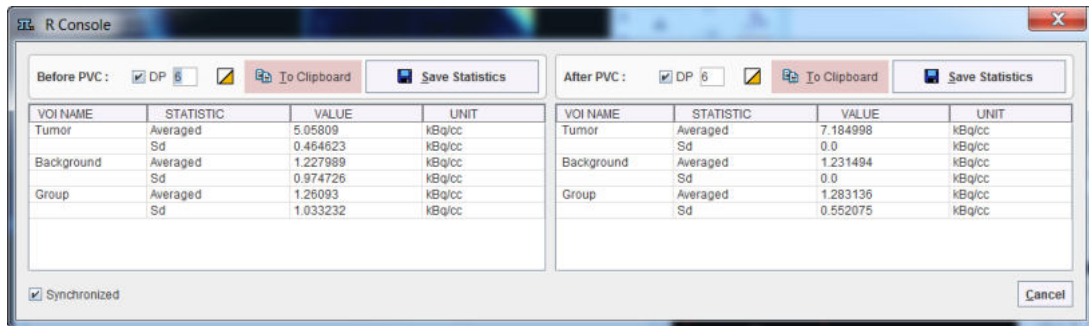 R Console
Before PVC : DP 6 To Clipboard Save Statistics
VOI NAME STATISTIC VALUE UNIT
Tumor Averaged 5.05809 kBq/cc
Sd 0.464623 kBq/cc
Background Averaged 1.227989 kBq/cc
Sd 0.974726 kBq/cc
Group Averaged 1.26093 kBq/cc
Sd 1.033232 kBq/cc
After PVC : DP 6 To Clipboard Save Statistics
VOI NAME STATISTIC VALUE UNIT
Tumor Averaged 7.184998 kBq/cc
Sd 0.0 kBq/cc
Background Averaged 1.231494 kBq/cc
Sd 0.0 kBq/cc
Group Averaged 1.283136 kBq/cc
Sd 0.552075 kBq/cc
Synchronized
Cancel